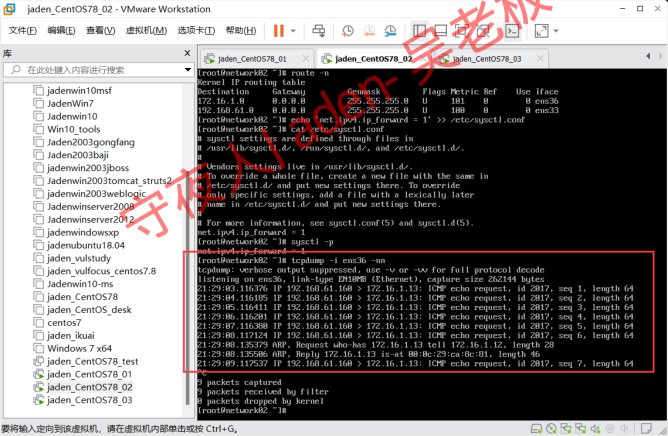 jaden_CentOS78_02 - VMware Workstation
文件(F) 编辑(E) 查看(V) 虚拟机(M) 选项卡(T) 帮助(H)
库
在此处键入内容进行搜索
jadenwin10msf
JadenWin7
Jadenwin10
Win10_tools
Jaden2003gongfang
Jaden2003baji
jadenwin2003jboss
Jadenwin2003tomcat_struts2
jadenwin2003weblogic
Jadenwinserver2008
Jadenwinserver2012
jadenwindowsxp
jadenubuntu18.04
jaden_vulstudy
jaden_vulfocus_centos7.8
Jadenwin10-ms
jaden_CentOS78
jaden_CentOS_desk
centos7
jaden_ikuai
Windows 7 x64
jaden_CentOS78_test
jaden_CentOS78_01
jaden_CentOS78_02
jaden_CentOS78_03
jaden_CentOS78_01 jaden_CentOS78_02 jaden_CentOS78_03
[root@network02 ~]# route -n
Kernel IP routing table
Destination Gateway Genmask Flags Metric Ref Use Iface
172.16.1.0 0.0.0.0 255.255.255.0 U 101 0 0 ens36
192.168.61.0 0.0.0.0 255.255.255.0 U 100 0 0 ens33
[root@network02 ~]# echo 'net.ipv4.ip_forward = 1' >> /etc/sysctl.conf
[root@network02 ~]# cat /etc/sysctl.conf
# sysctl settings are defined through files in
# /usr/lib/sysctl.d/, /run/sysctl.d/, and /etc/sysctl.d/.
#
# Vendors settings live in /usr/lib/sysctl.d/.
# To override a whole file, create a new file with the same in
# /etc/sysctl.d/ and put new settings there. To override
# only specific settings, add a file with a lexically later
# name in /etc/sysctl.d/ and put new settings there.
#
# For more information, see sysctl.conf(5) and sysctl.d(5).
net.ipv4.ip_forward = 1
[root@network02 ~]# sysctl -p
net.ipv4.ip_forward = 1
[root@network02 ~]# tcpdump -i ens36 -nn
tcpdump: verbose output suppressed, use -v or -vv for full protocol decode
listening on ens36, link-type EN10MB (Ethernet), capture size 262144 bytes
21:29:03.116376 IP 192.168.61.160 > 172.16.1.13: ICMP echo request, id 2017, seq 1, length 64
21:29:04.116185 IP 192.168.61.160 > 172.16.1.13: ICMP echo request, id 2017, seq 2, length 64
21:29:05.116411 IP 192.168.61.160 > 172.16.1.13: ICMP echo request, id 2017, seq 3, length 64
21:29:06.116201 IP 192.168.61.160 > 172.16.1.13: ICMP echo request, id 2017, seq 4, length 64
21:29:07.116380 IP 192.168.61.160 > 172.16.1.13: ICMP echo request, id 2017, seq 5, length 64
21:29:08.117124 IP 192.168.61.160 > 172.16.1.13: ICMP echo request, id 2017, seq 6, length 64
21:29:08.135379 ARP, Request who-has 172.16.1.13 tell 172.16.1.12, length 28
21:29:08.135506 ARP, Reply 172.16.1.13 is-at 00:0c:29:ca:8c:81, length 46
21:29:09.117537 IP 192.168.61.160 > 172.16.1.13: ICMP echo request, id 2017, seq 7, length 64
^C
9 packets captured
9 packets received by filter
0 packets dropped by kernel
[root@network02 ~]#
守夜人Jaden-吴老板
要将输入定向到该虚拟机，请在虚拟机内部单击或按 Ctrl+G。